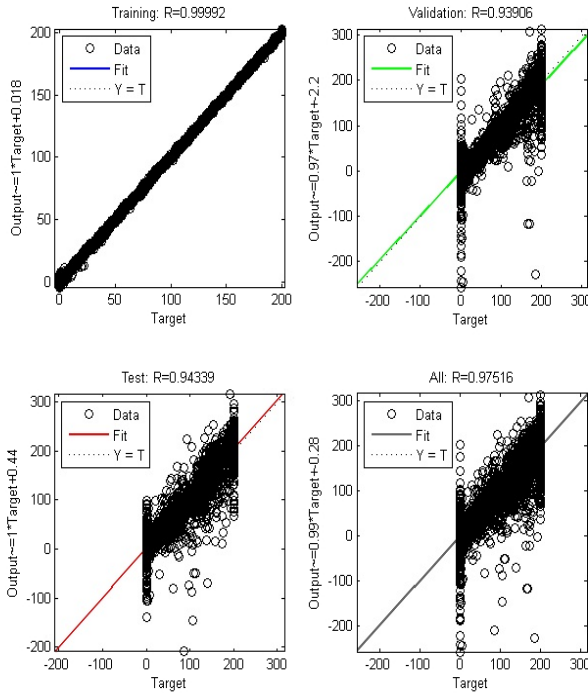 Training: R=0.99992
Output~=1*Target+0.018
200
150
100
50
0
Data
Fit
Y = T
0
50
100
150
200
Target
Validation: R=0.93906
Output~=0.97*Target+-2.2
300
200
100
0
-100
-200
Data
Fit
Y = T
-200
-100
0
100
200
300
Target
Test: R=0.94339
Output~=1*Target+0.44
300
200
100
0
-100
-200
Data
Fit
Y = T
-200
-100
0
100
200
300
Target
All: R=0.97516
Output~=0.99*Target+-0.28
300
200
100
0
-100
-200
Data
Fit
Y = T
-200
-100
0
100
200
300
Target